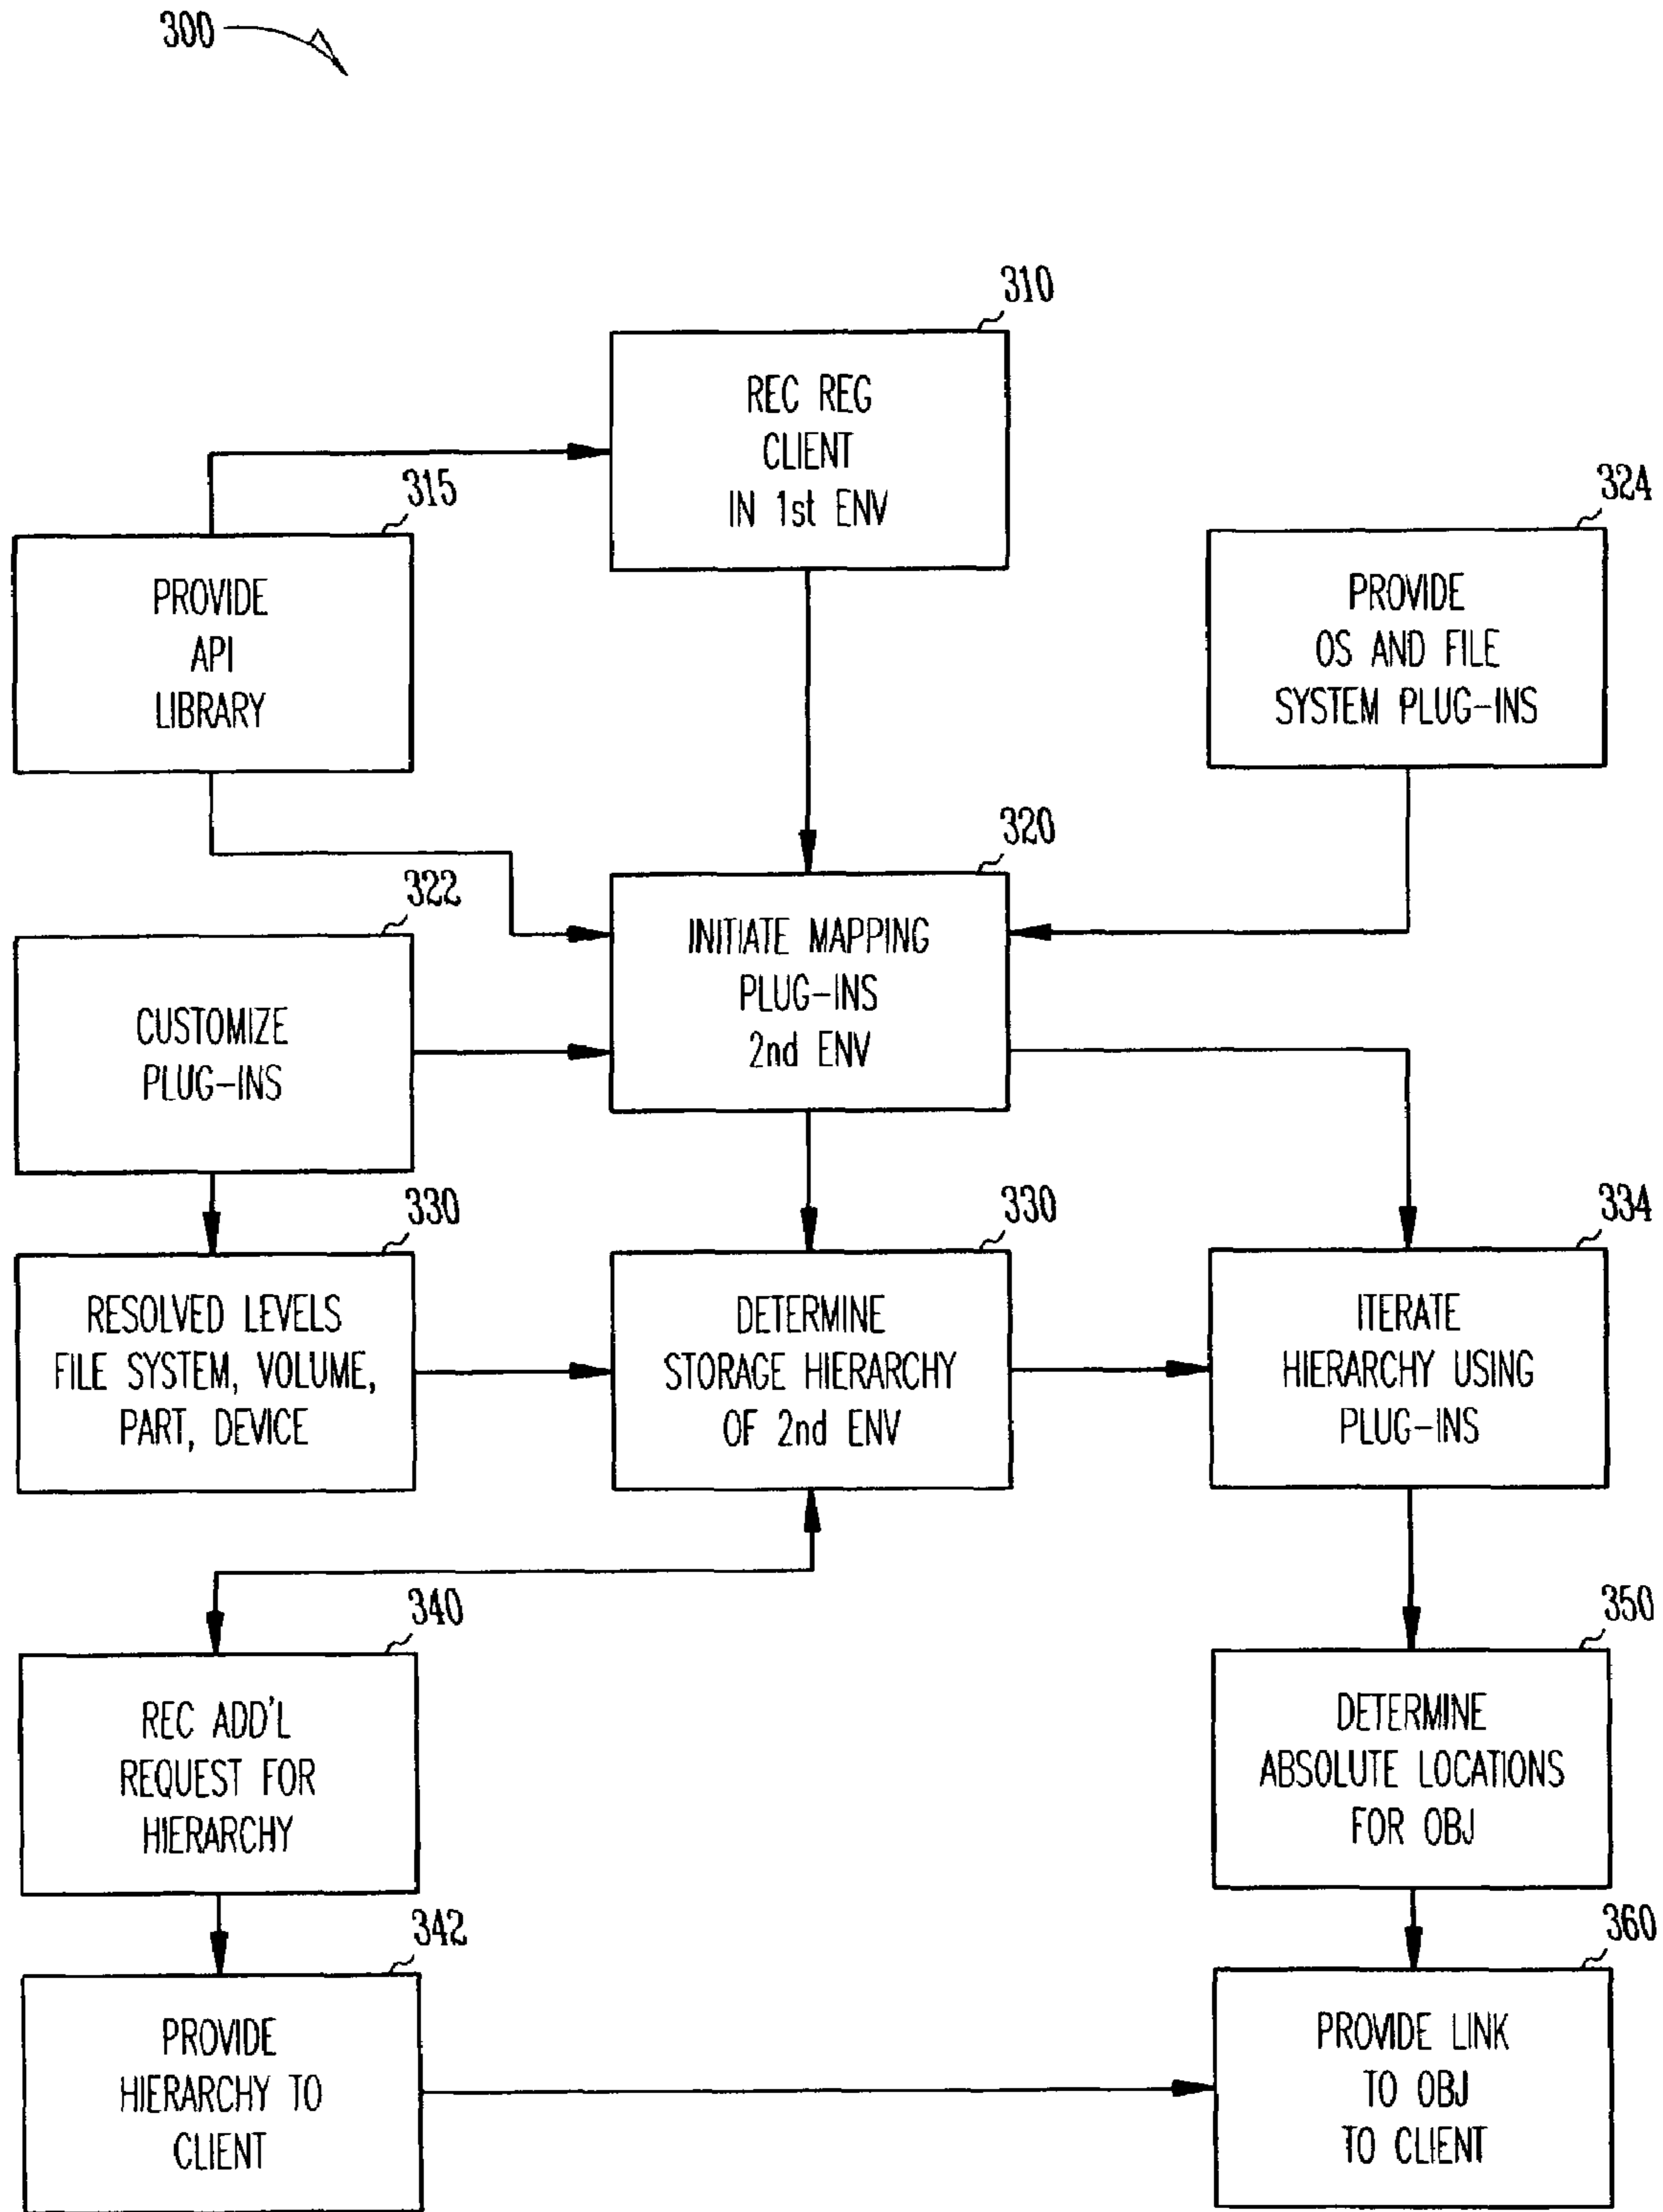 300
310
REC REG
CLIENT
IN 1st ENV
315
PROVIDE
API
LIBRARY
324
PROVIDE
OS AND FILE
SYSTEM PLUG-INS
320
INITIATE MAPPING
PLUG-INS
2nd ENV
322
CUSTOMIZE
PLUG-INS
330
RESOLVED LEVELS
FILE SYSTEM, VOLUME,
PART, DEVICE
330
DETERMINE
STORAGE HIERARCHY
OF 2nd ENV
334
ITERATE
HIERARCHY USING
PLUG-INS
340
REC ADD'L
REQUEST FOR
HIERARCHY
350
DETERMINE
ABSOLUTE LOCATIONS
FOR OBJ
342
PROVIDE
HIERARCHY TO
CLIENT
360
PROVIDE LINK
TO OBJ
TO CLIENT